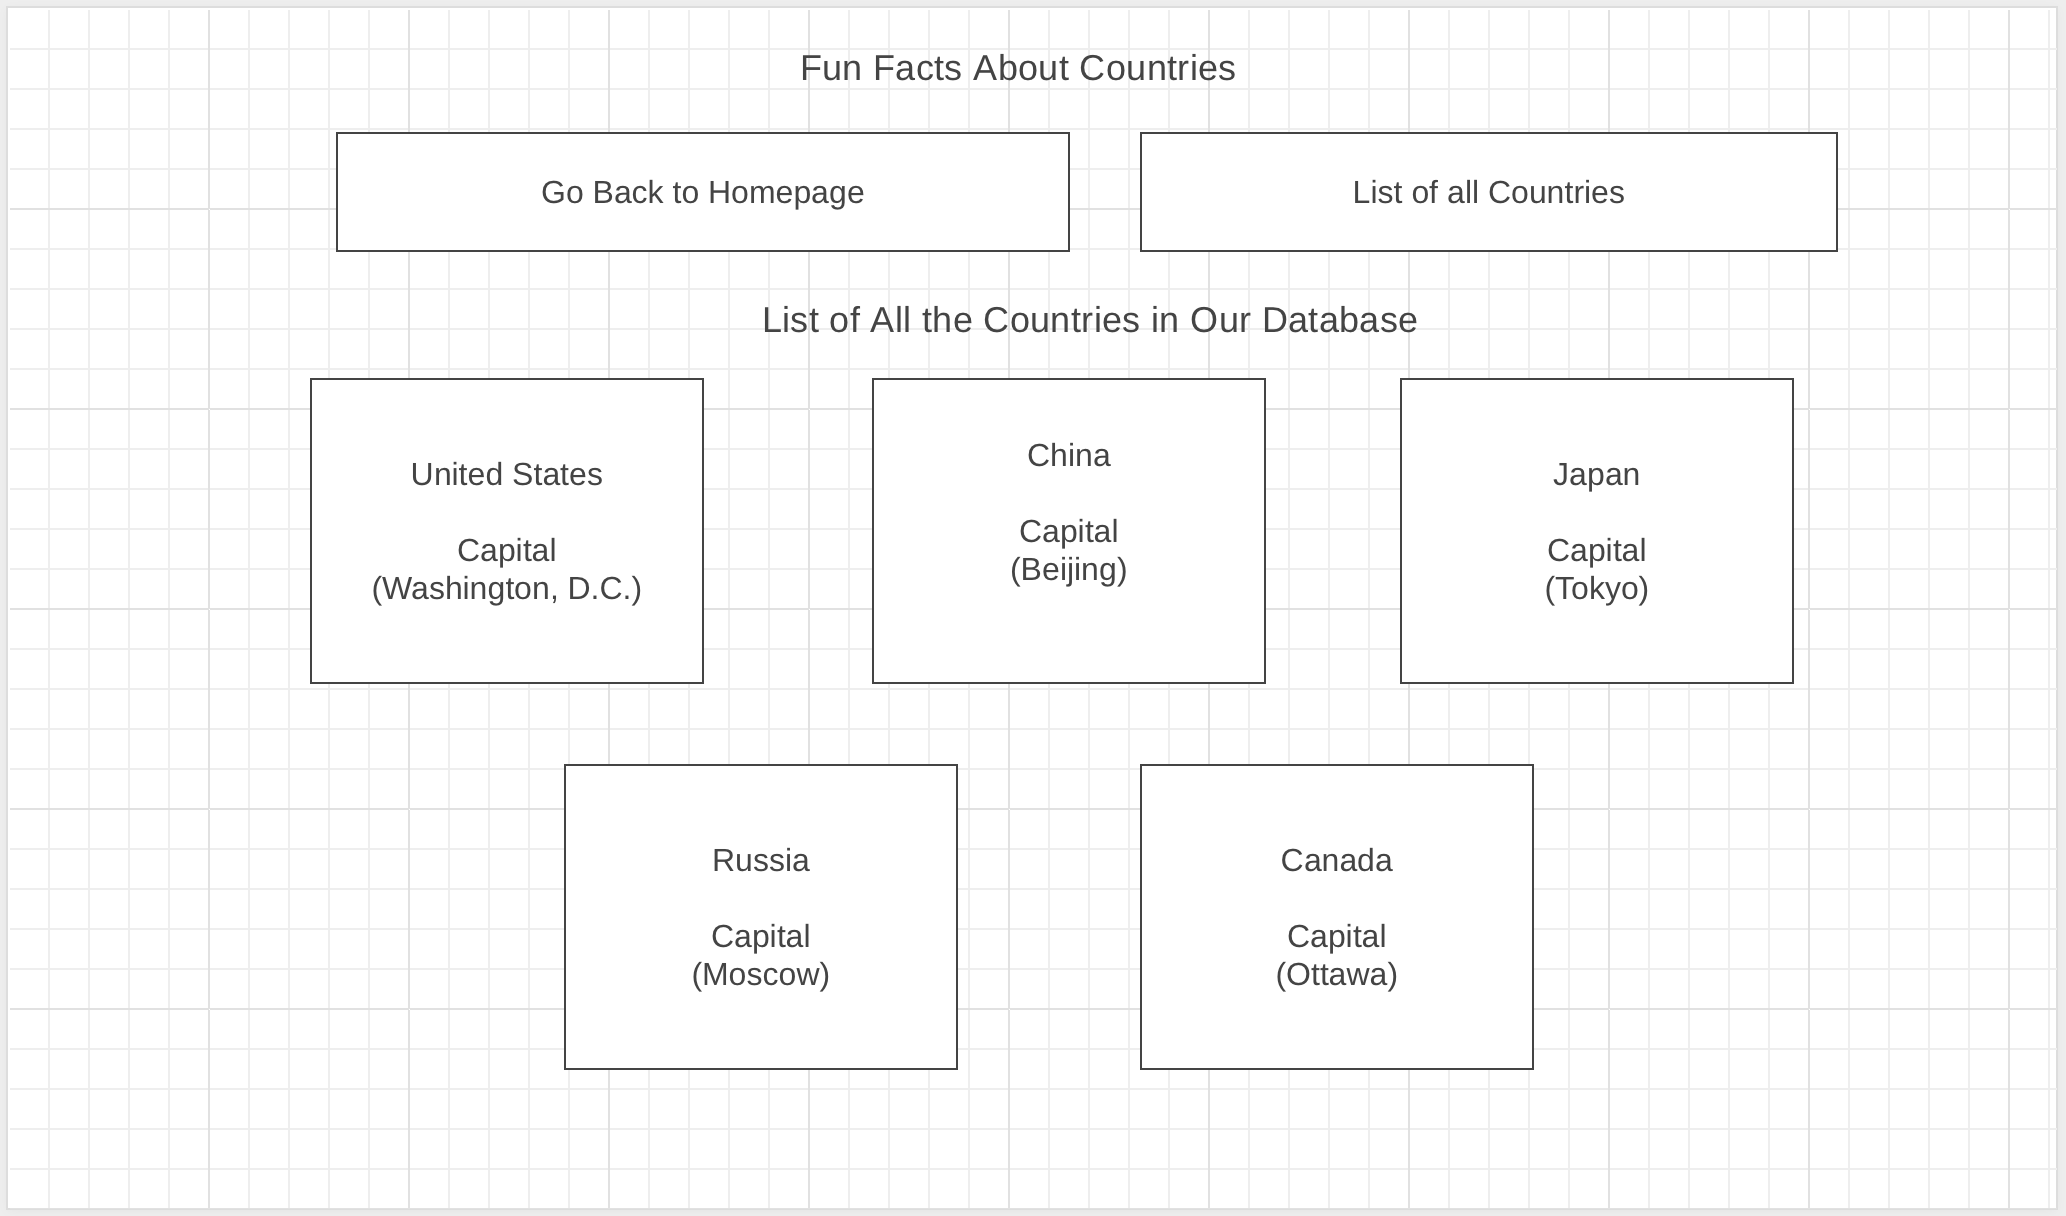 Fun Facts About Countries
Go Back to Homepage
List of all Countries
List of All the Countries in Our Database
United States
Capital
(Washington, D.C.)
China
Capital
(Beijing)
Japan
Capital
(Tokyo)
Russia
Capital
(Moscow)
Canada
Capital
(Ottawa)